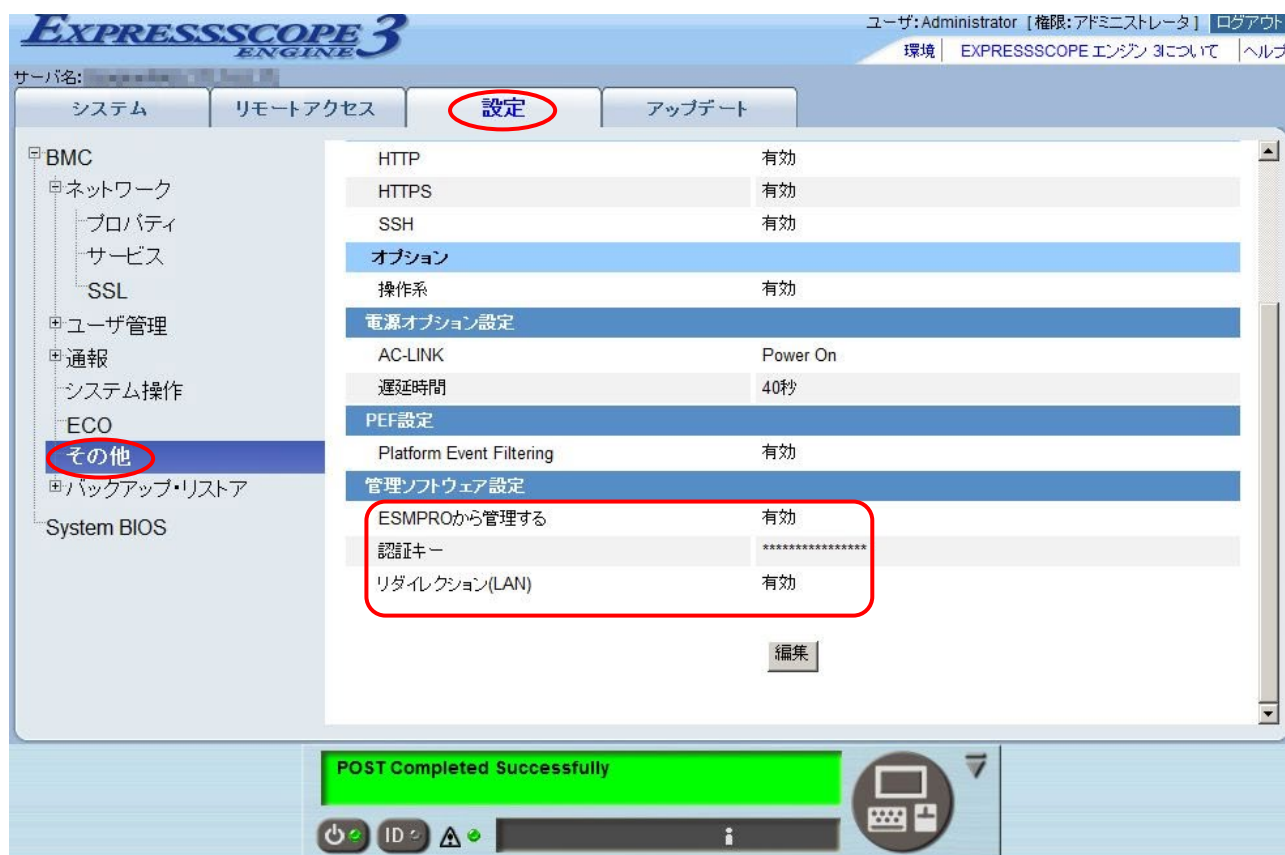 EXPRESSSCOPE 3
ENGINE
ユーザ: Administrator [権限:アドミニストレータ] ログアウト
環境 EXPRESSSCOPE エンジン 3について ヘルプ
サーバ名:
システム リモートアクセス 設定 アップデート
BMC
ネットワーク
プロパティ
サービス
SSL
ユーザ管理
通報
システム操作
ECO
その他
バックアップ・リストア
System BIOS
HTTP 有効
HTTPS 有効
SSH 有効
オプション
操作系 有効
電源オプション設定
AC-LINK Power On
遅延時間 40秒
PEF設定
Platform Event Filtering 有効
管理ソフトウェア設定
ESMPROから管理する 有効
認証キー ****************
リダイレクション(LAN) 有効
編集
POST Completed Successfully
ID